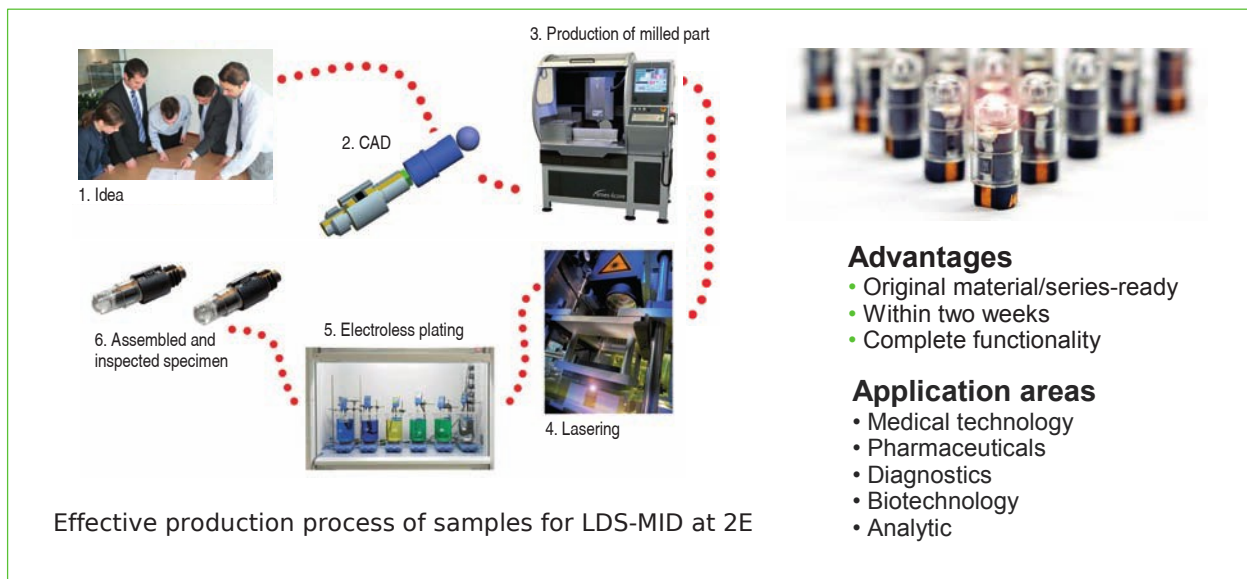 1. Idea
2. CAD
3. Production of milled part
4. Lasering
5. Electroless plating
6. Assembled and
inspected specimen
Effective production process of samples for LDS-MID at 2E
Advantages
• Original material/series-ready
• Within two weeks
• Complete functionality
Application areas
• Medical technology
• Pharmaceuticals
• Diagnostics
• Biotechnology
• Analytic